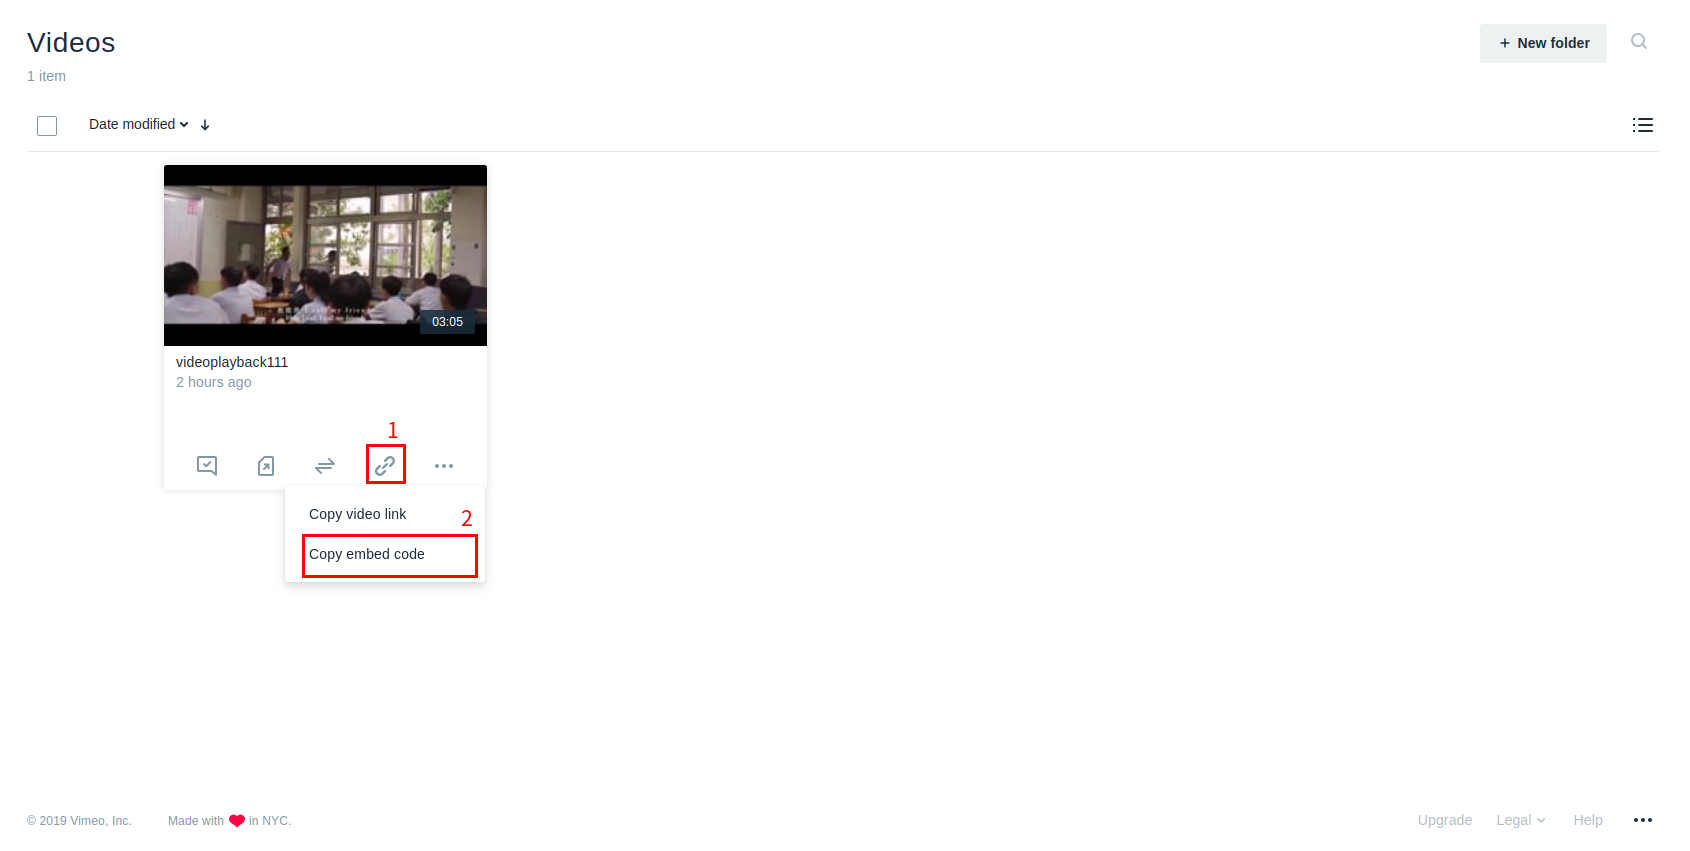 Videos
+ New folder
1 item
Date modified
03:05
videoplayback111
2 hours ago
1
Copy video link
2
Copy embed code
© 2019 Vimeo, Inc.
Made with ❤ in NYC.
Upgrade
Legal
Help